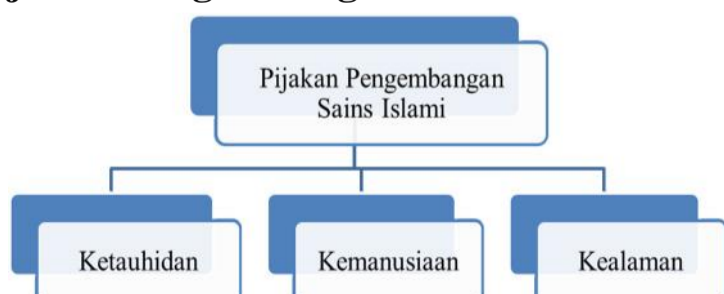 Pijakan Pengembangan
Sains Islami
Ketauhidan
Kemanusiaan
Kealaman